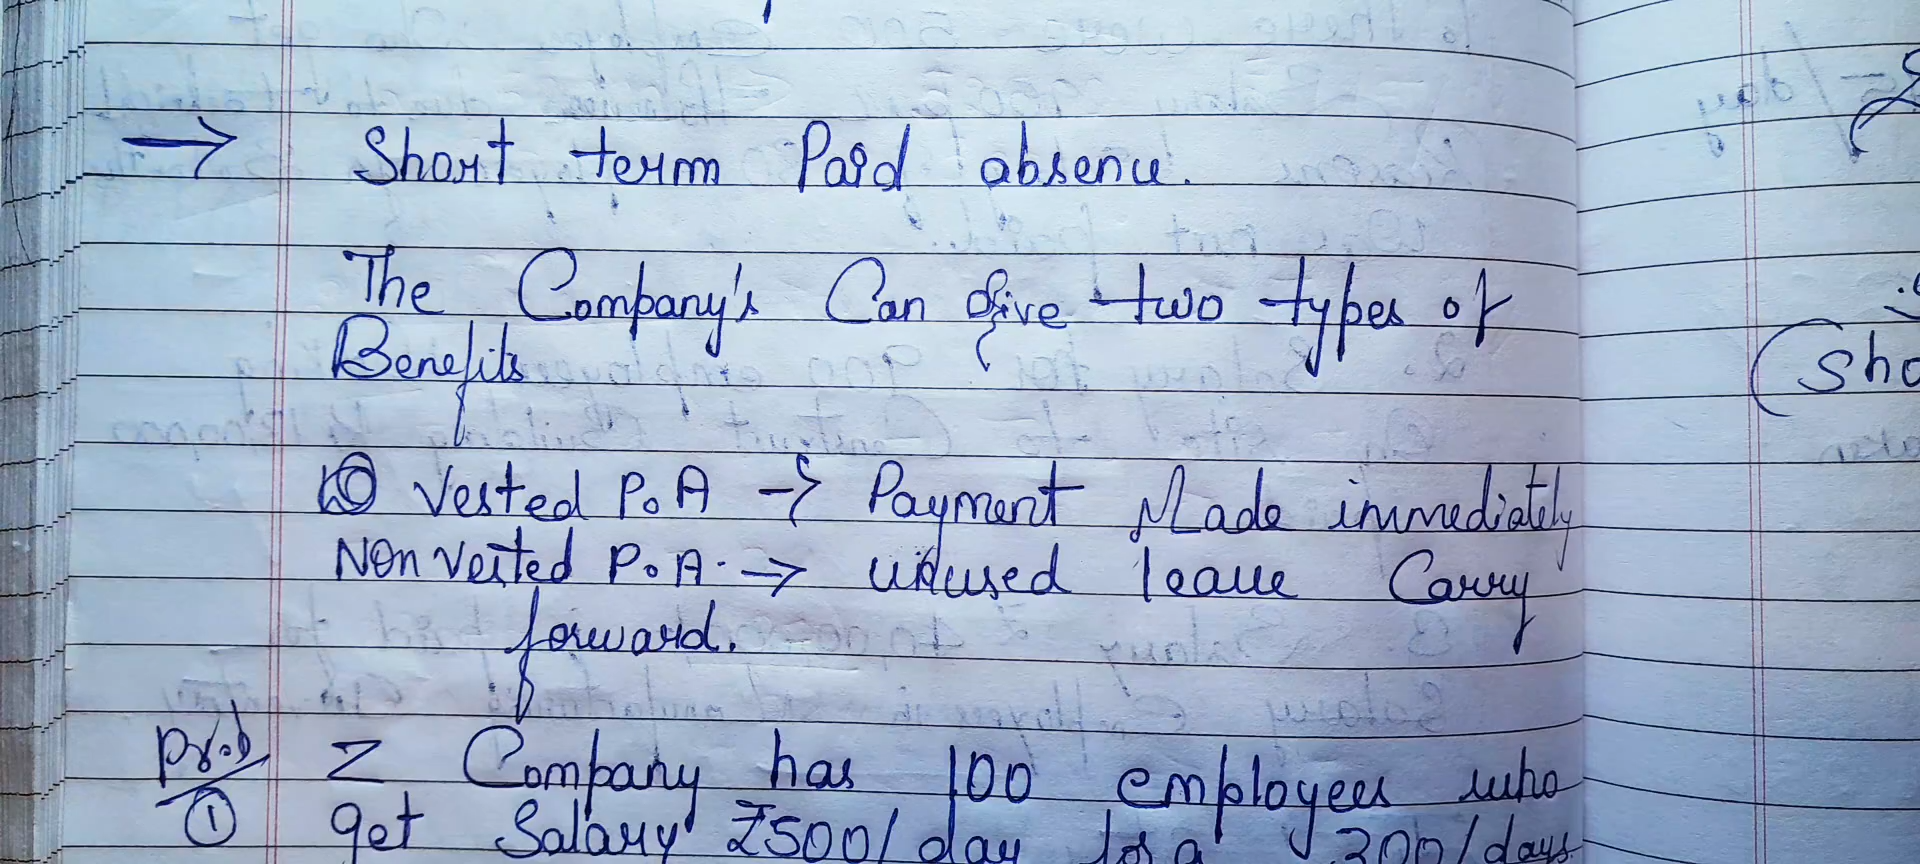 → Short term Paid absence.
The Company's Can Give two types of
Benefits
Vested P.A → Payment Made immediately
Non Vested P.A. → unused leave Carry
forward.
Prob
① Z Company has 100 employees who
get Salary ₹500/day for a 300/days
(Sho